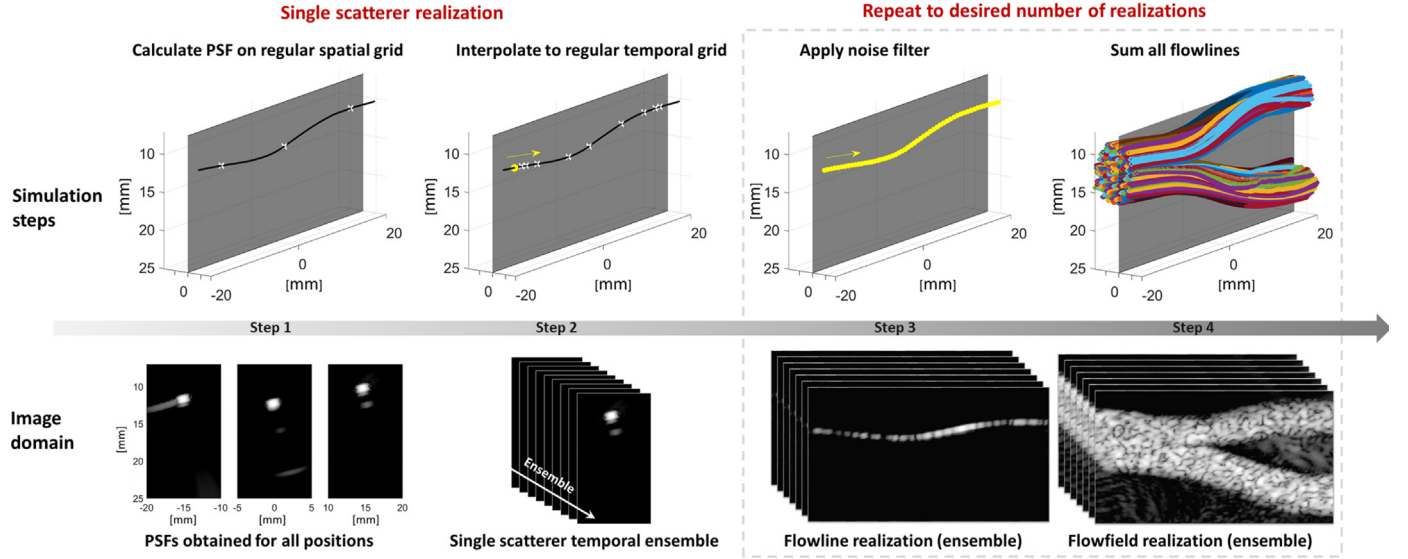 Single scatterer realization
Repeat to desired number of realizations
Calculate PSF on regular spatial grid
Interpolate to regular temporal grid
Apply noise filter
Sum all flowlines
Simulation
steps
10
15
20
25
[mm]
0
-20
[mm]
0
20
10
15
20
25
[mm]
0
-20
[mm]
0
20
10
15
20
25
[mm]
0
-20
[mm]
0
20
10
15
20
25
[mm]
0
-20
[mm]
0
20
Step 1
Step 2
Step 3
Step 4
Image
domain
10
15
20
25
[mm]
-20
-10
[mm]
-5
0
5
[mm]
10
15
20
[mm]
Ensemble
PSFs obtained for all positions
Single scatterer temporal ensemble
Flowline realization (ensemble)
Flowfield realization (ensemble)